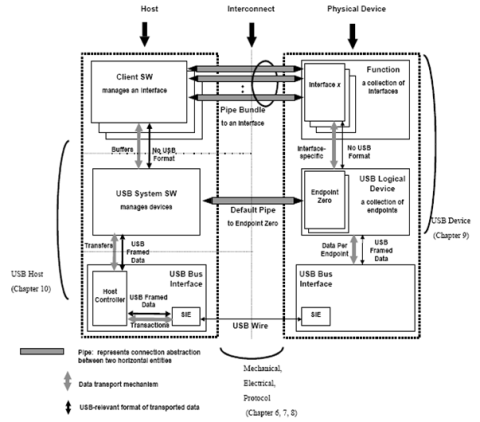 Host
Interconnect
Physical Device
Client SW
manages an interface
Interface x
Function
a collection of
interfaces
Pipe Bundle
to an interface
Buffers
No USB
Format
Interface-
specific
No USB
Format
USB System SW
manages devices
Default Pipe
to Endpoint Zero
Endpoint
Zero
USB Logical
Device
a collection of
endpoints
USB Device
(Chapter 9)
Transfers
USB
Framed
Data
Data Per
Endpoint
USB
Framed
Data
USB Host
(Chapter 10)
USB Bus
Interface
Host
Controller
USB Framed
Data
Transactions
SIE
USB Wire
USB Bus
Interface
SIE
Pipe: represents connection abstraction
between two horizontal entities
Data transport mechanism
USB-relevant format of transported data
Mechanical,
Electrical,
Protocol
(Chapter 6, 7, 8)